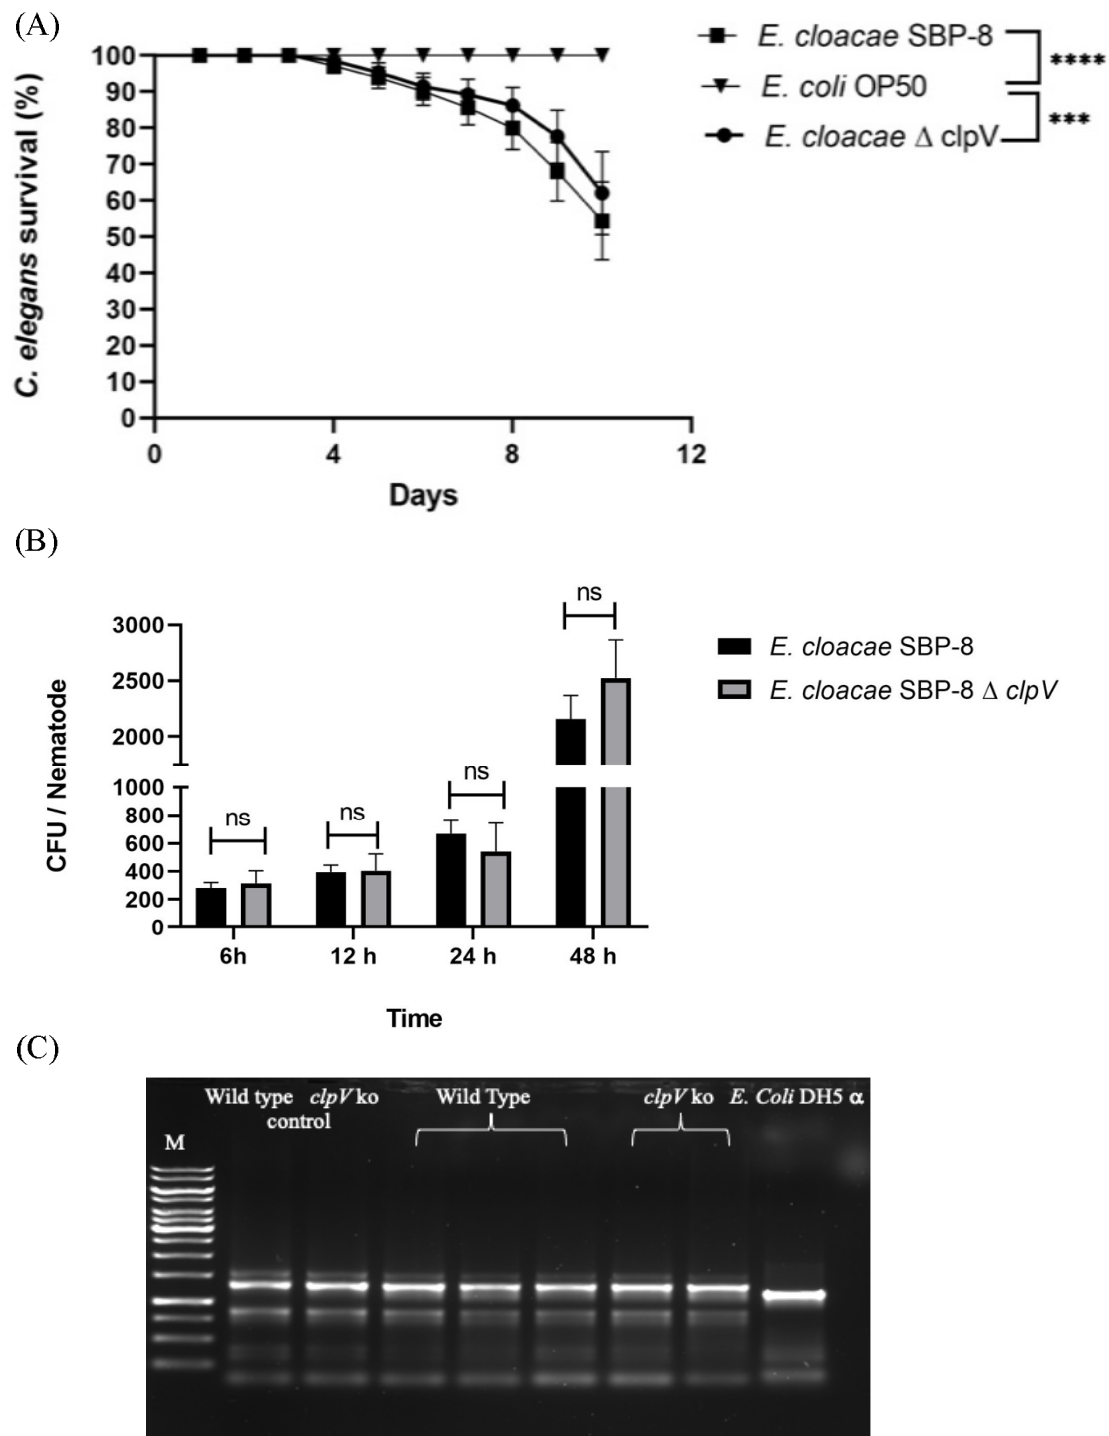 (A)
C. elegans survival (%)
100
90
80
70
60
50
40
30
20
10
0
0 4 8 12
Days
E. cloacae SBP-8
E. coli OP50
E. cloacae Δ clpV
****
***
(B)
CFU / Nematode
3000
2500
2000
1000
800
600
400
200
0
ns ns ns ns
6h 12 h 24 h 48 h
Time
E. cloacae SBP-8
E. cloacae SBP-8 Δ clpV
(C)
M
Wild type clpV ko
control
Wild Type
clpV ko
E. Coli DH5 α